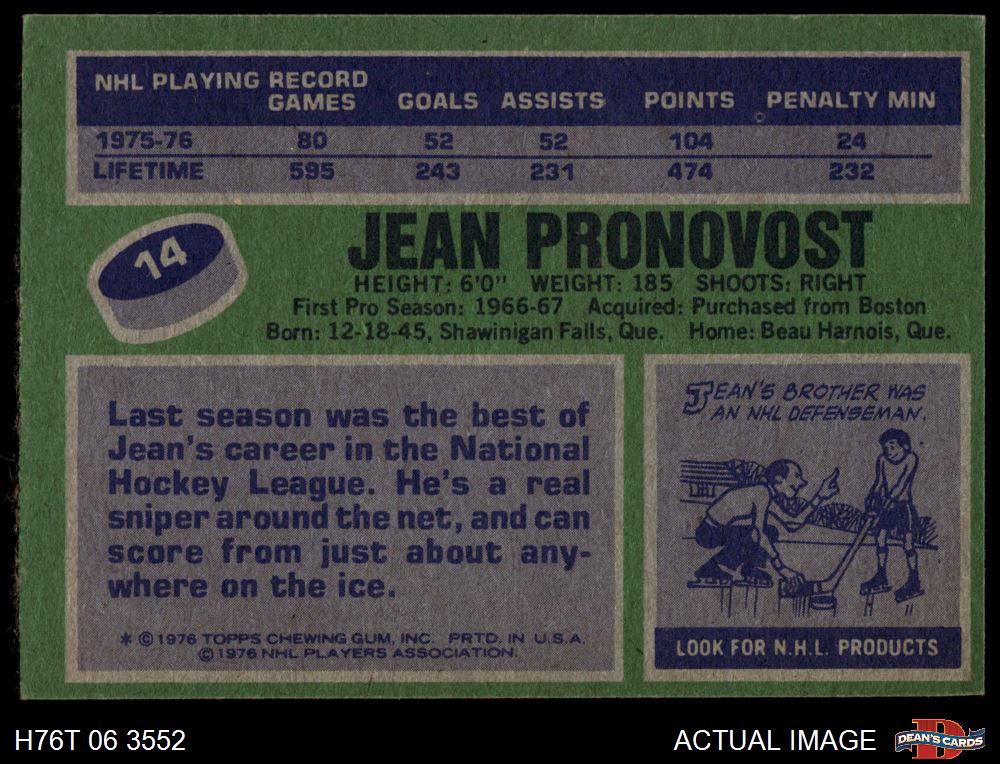 NHL PLAYING RECORD
GAMES GOALS ASSISTS POINTS PENALTY MIN
1975-76 80 52 52 104 24
LIFETIME 595 243 231 474 232
14
JEAN PRONOVOST
HEIGHT: 6'0" WEIGHT: 185 SHOOTS: RIGHT
First Pro Season: 1966-67 Acquired: Purchased from Boston
Born: 12-18-45, Shawinigan Falls, Que. Home: Beau Harnois, Que.
Last season was the best of
Jean's career in the National
Hockey League. He's a real
sniper around the net, and can
score from just about any-
where on the ice.
* © 1976 TOPPS CHEWING GUM, INC. PRTD. IN U.S.A.
© 1976 NHL PLAYERS ASSOCIATION.
JEAN'S BROTHER WAS
AN NHL DEFENSEMAN.
LOOK FOR N.H.L. PRODUCTS
H76T 06 3552
ACTUAL IMAGE
D
DEAN'S CARDS